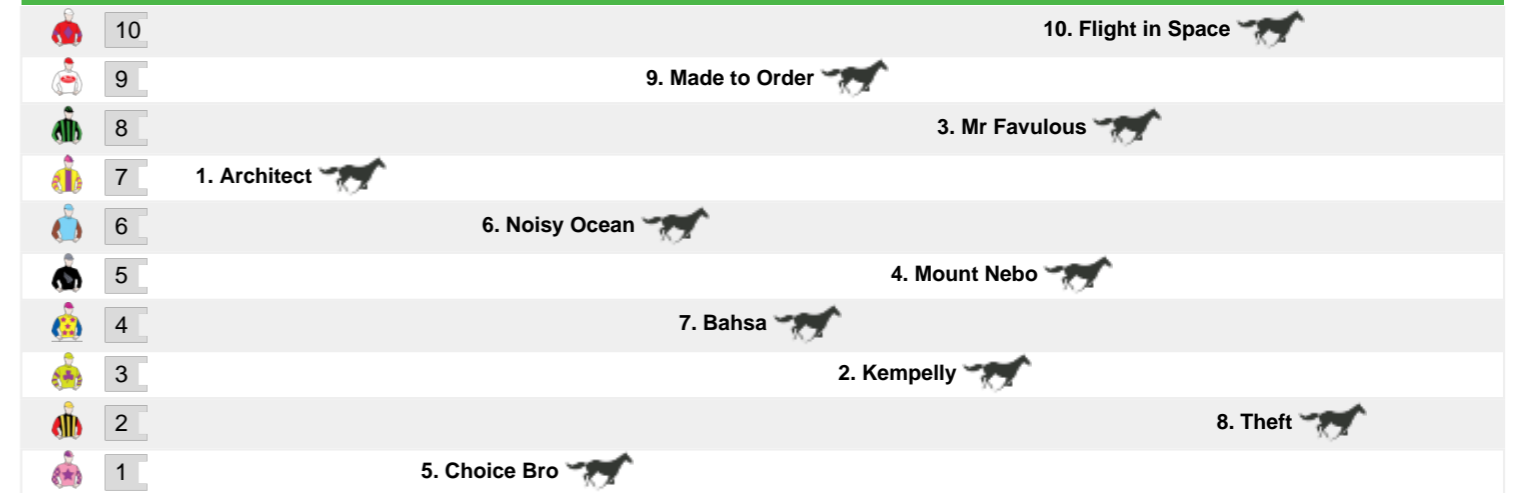 10 10. Flight in Space
9 9. Made to Order
8 3. Mr Favulous
7 1. Architect
6 6. Noisy Ocean
5 4. Mount Nebo
4 7. Bahsa
3 2. Kempelly
2 8. Theft
1 5. Choice Bro